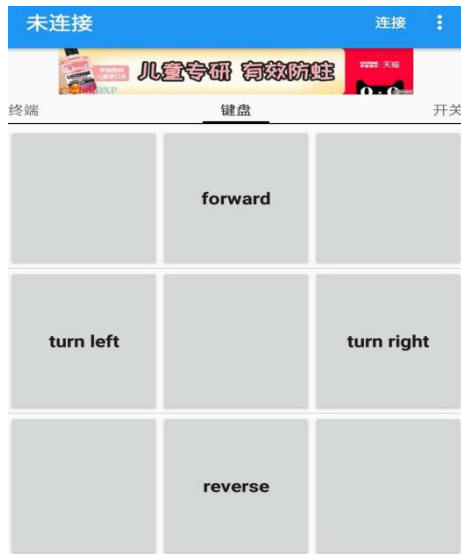 未连接 连接
儿童专研 有效防蛀 天猫
终端 键盘 开关
forward
turn left turn right
reverse